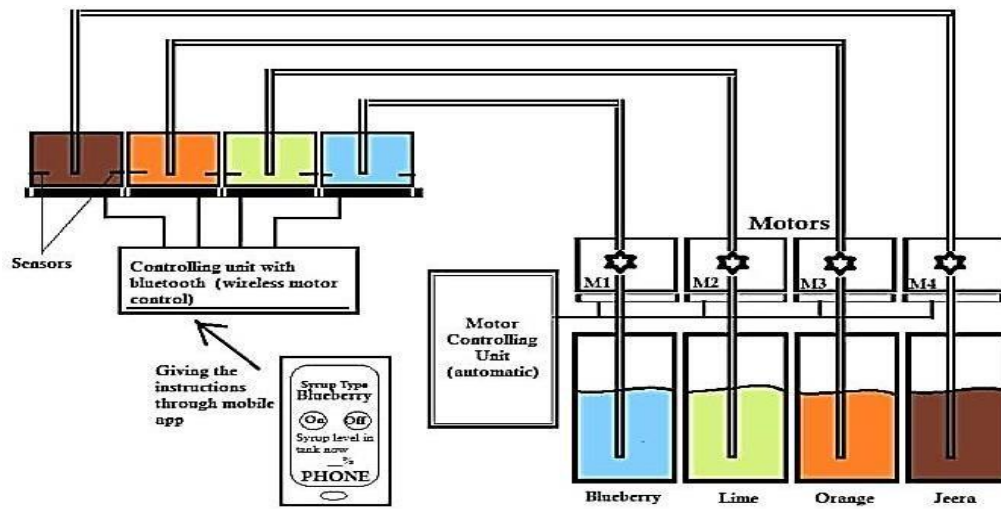 Motors
M1
M2
M3
M4
Sensors
Controlling unit with
bluetooth (wireless motor
control)
Motor
Controlling
Unit
(automatic)
Giving the
instructions
through mobile
app
Syrup Type
Blueberry
On Off
Syrup level in
tank now
__%
PHONE
Blueberry
Lime
Orange
Jeera